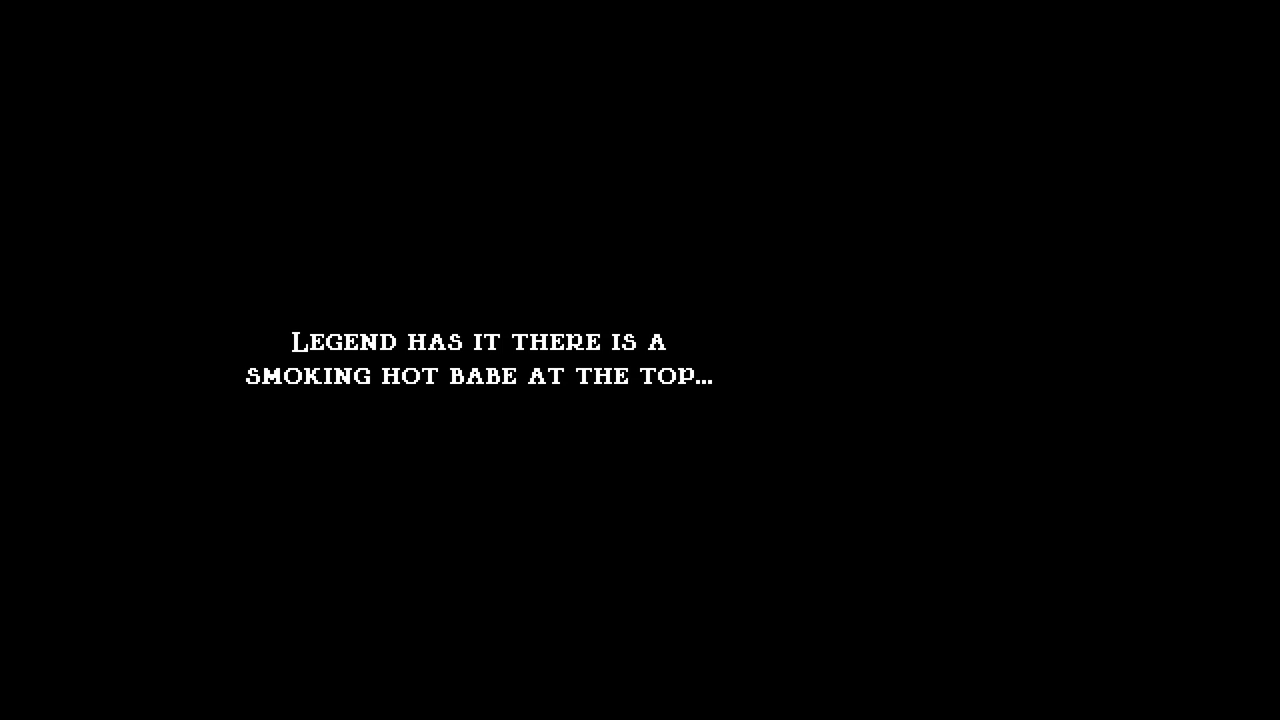 Legend has it there is a
smoking hot babe at the top...